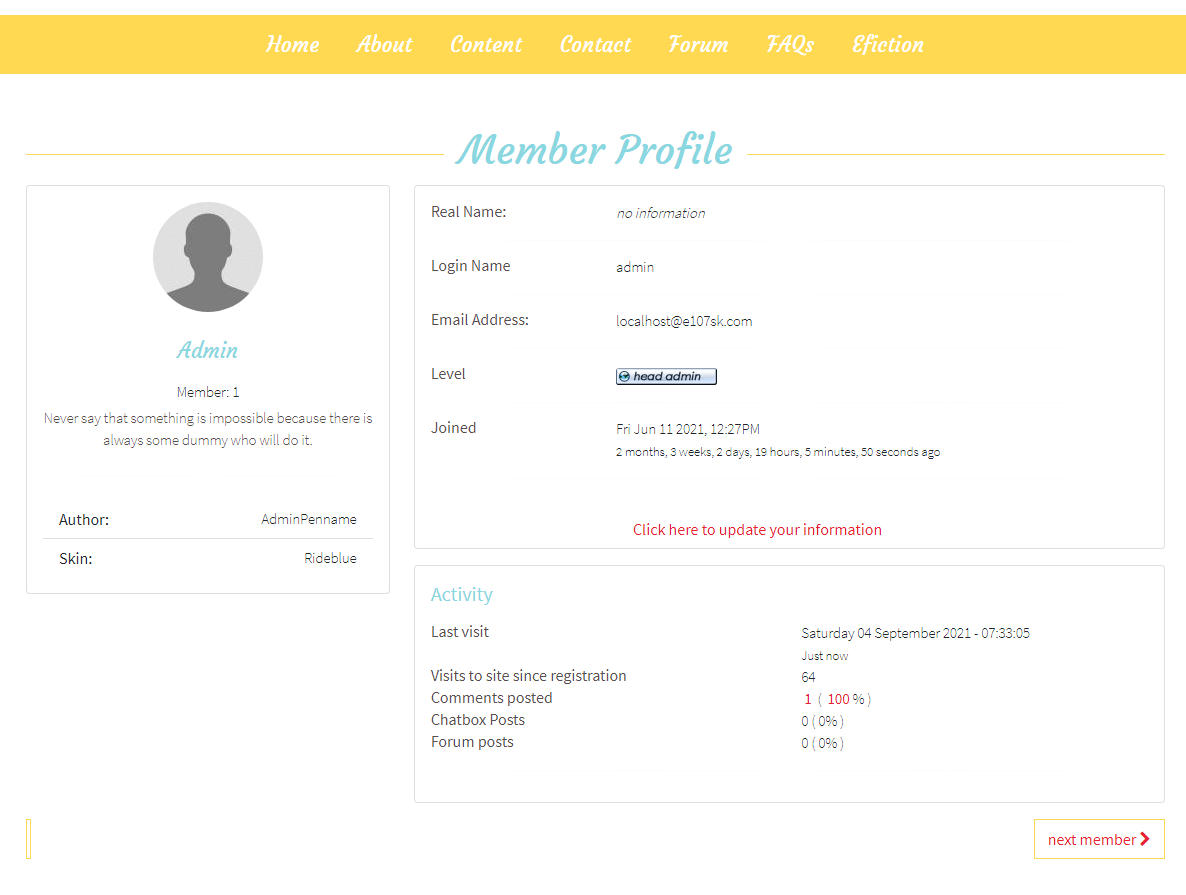 Home About Content Contact Forum FAQs Efiction
Member Profile
Admin
Member: 1
Never say that something is impossible because there is
always some dummy who will do it.
Author: AdminPenname
Skin: Rideblue
Real Name: no information
Login Name admin
Email Address: localhost@e107sk.com
Level head admin
Joined Fri Jun 11 2021, 12:27PM
2 months, 3 weeks, 2 days, 19 hours, 5 minutes, 50 seconds ago
Click here to update your information
Activity
Last visit Saturday 04 September 2021 - 07:33:05
Just now
Visits to site since registration 64
Comments posted 1 ( 100 % )
Chatbox Posts 0 ( 0% )
Forum posts 0 ( 0% )
next member